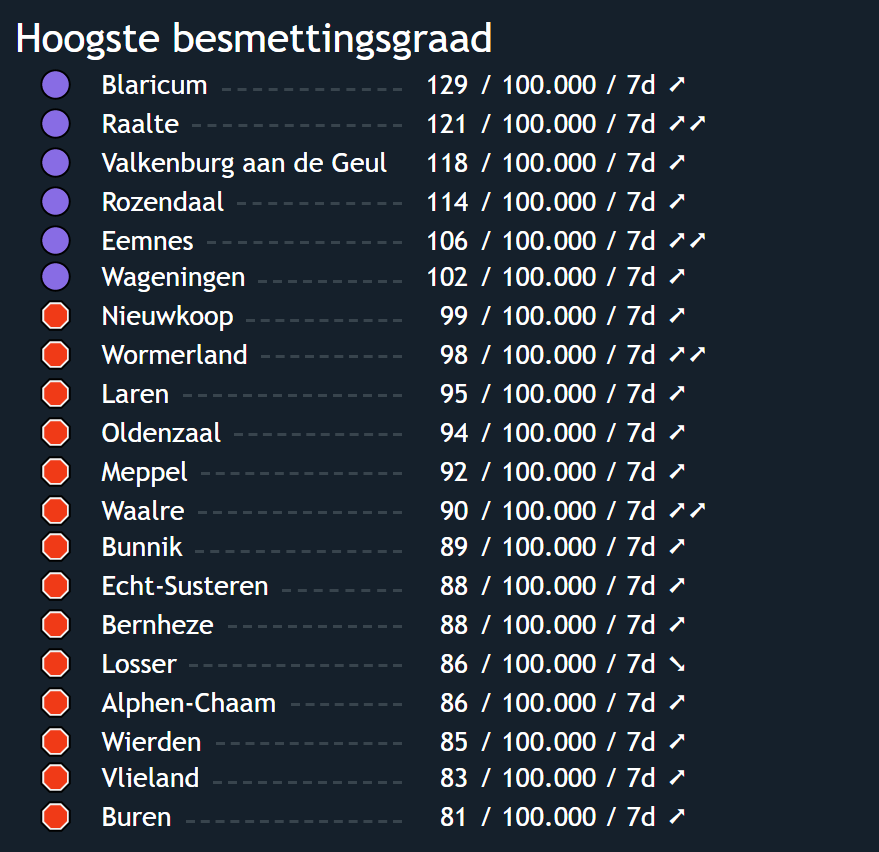 Hoogste besmettingsgraad
Blaricum 129 / 100.000 / 7d ➚
Raalte 121 / 100.000 / 7d ➚➚
Valkenburg aan de Geul 118 / 100.000 / 7d ➚
Rozendaal 114 / 100.000 / 7d ➚
Eemnes 106 / 100.000 / 7d ➚➚
Wageningen 102 / 100.000 / 7d ➚
Nieuwkoop 99 / 100.000 / 7d ➚
Wormerland 98 / 100.000 / 7d ➚➚
Laren 95 / 100.000 / 7d ➚
Oldenzaal 94 / 100.000 / 7d ➚
Meppel 92 / 100.000 / 7d ➚
Waalre 90 / 100.000 / 7d ➚➚
Bunnik 89 / 100.000 / 7d ➚
Echt-Susteren 88 / 100.000 / 7d ➚
Bernheze 88 / 100.000 / 7d ➚
Losser 86 / 100.000 / 7d ➘
Alphen-Chaam 86 / 100.000 / 7d ➚
Wierden 85 / 100.000 / 7d ➚
Vlieland 83 / 100.000 / 7d ➚
Buren 81 / 100.000 / 7d ➚